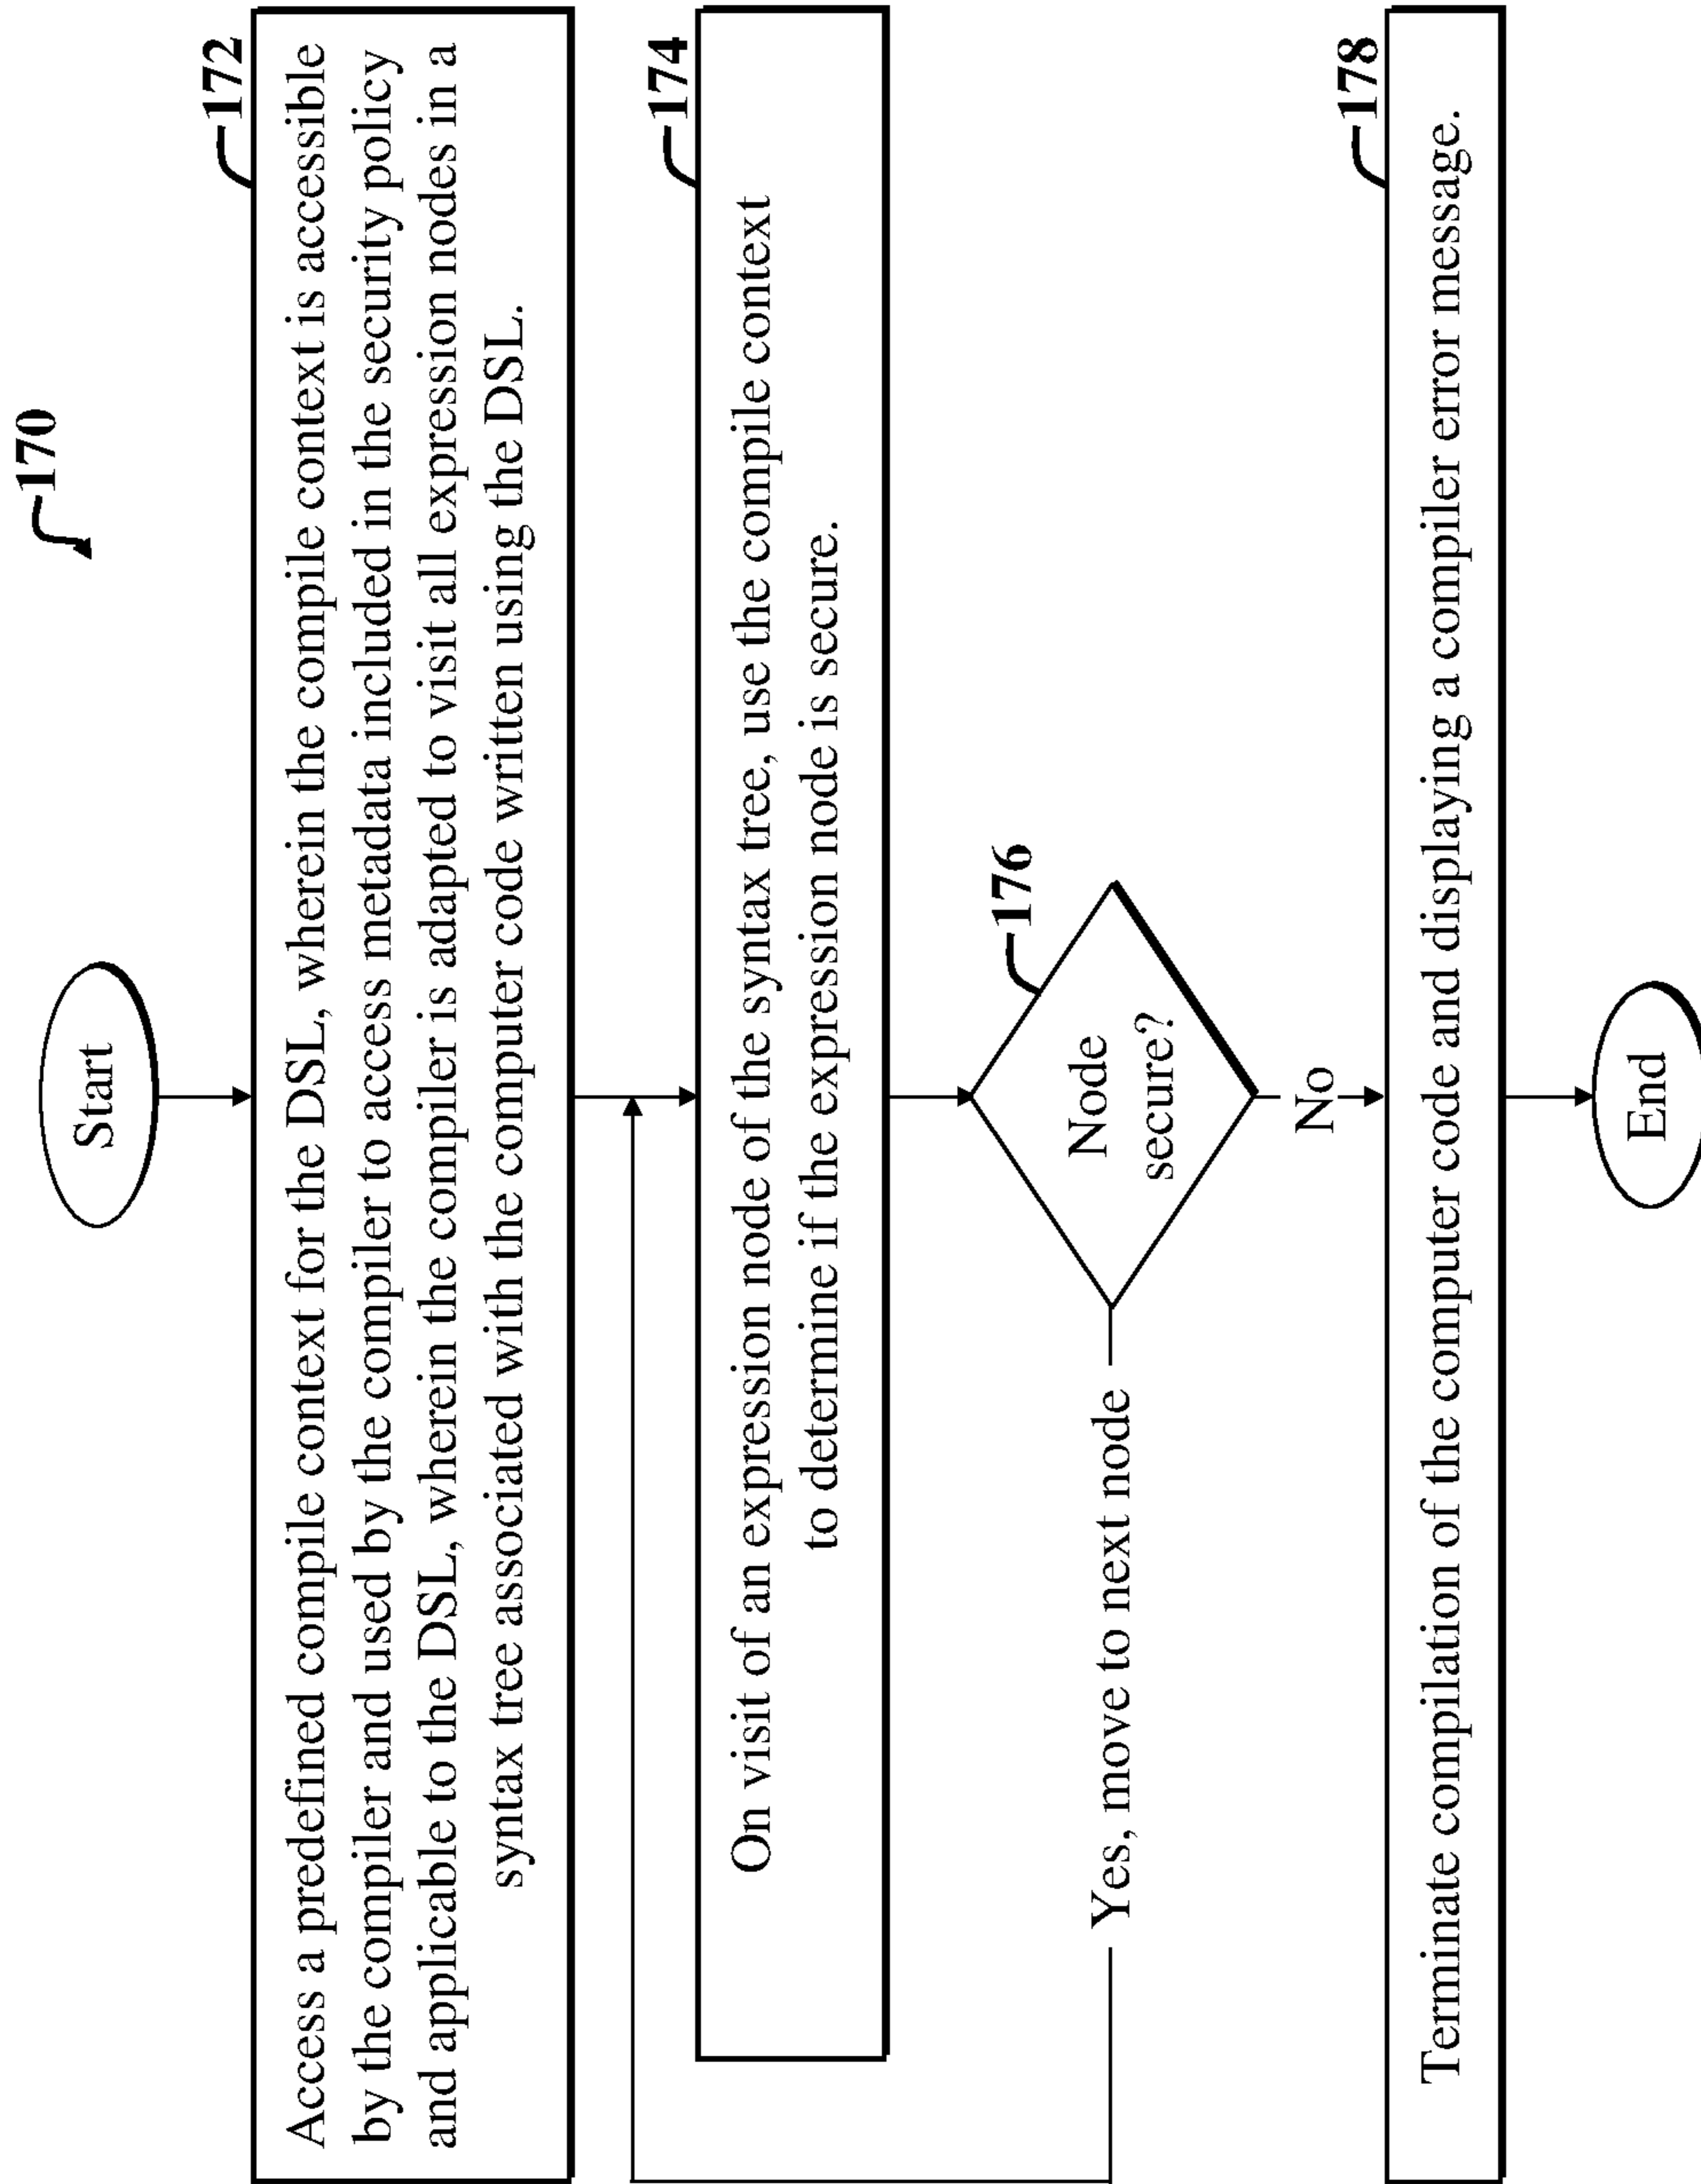 170
Start
172
Access a predefined compile context for the DSL, wherein the compile context is accessible
by the compiler and used by the compiler to access metadata included in the security policy
and applicable to the DSL, wherein the compiler is adapted to visit all expression nodes in a
syntax tree associated with the computer code written using the DSL.
174
On visit of an expression node of the syntax tree, use the compile context
to determine if the expression node is secure.
176
Node
secure?
Yes, move to next node
No
178
Terminate compilation of the computer code and displaying a compiler error message.
End